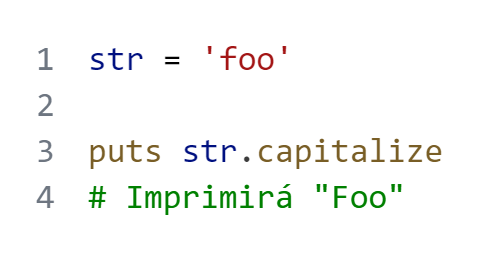 1 str = 'foo'
2
3 puts str.capitalize
4 # Imprimirá "Foo"